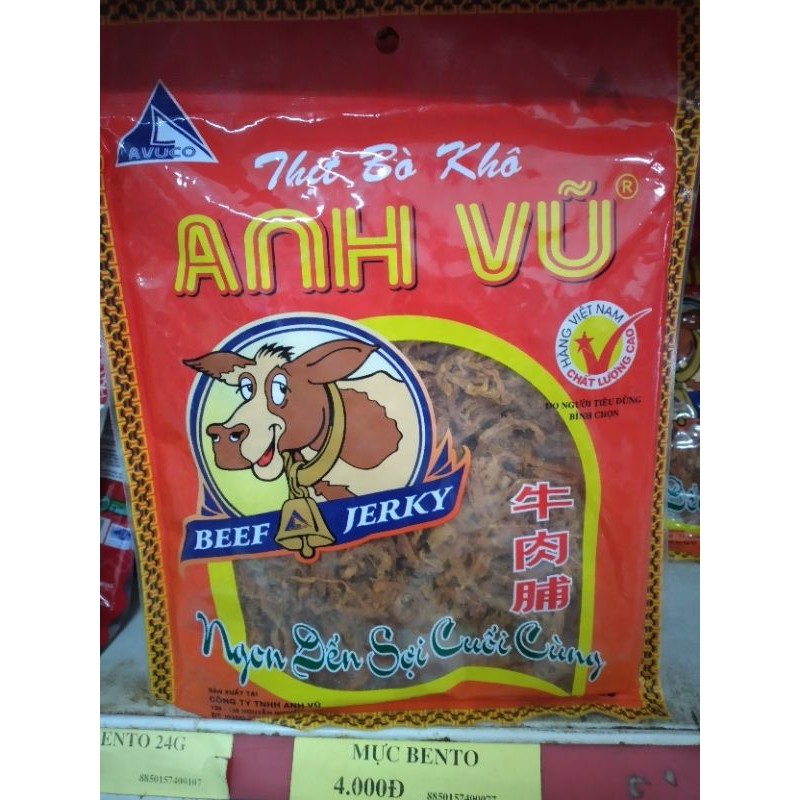 AVUCO
Thịt Bò Khô
ANH VŨ®
HÀNG VIỆT NAM
CHẤT LƯỢNG CAO
DO NGƯỜI TIÊU DÙNG
BÌNH CHỌN
BEEF JERKY
牛肉脯
Ngon Đến Sợi Cuối Cùng
SẢN XUẤT TẠI
CÔNG TY TNHH ANH VŨ
ENTO 24G
8850157400107
MỰC BENTO
4.000Đ